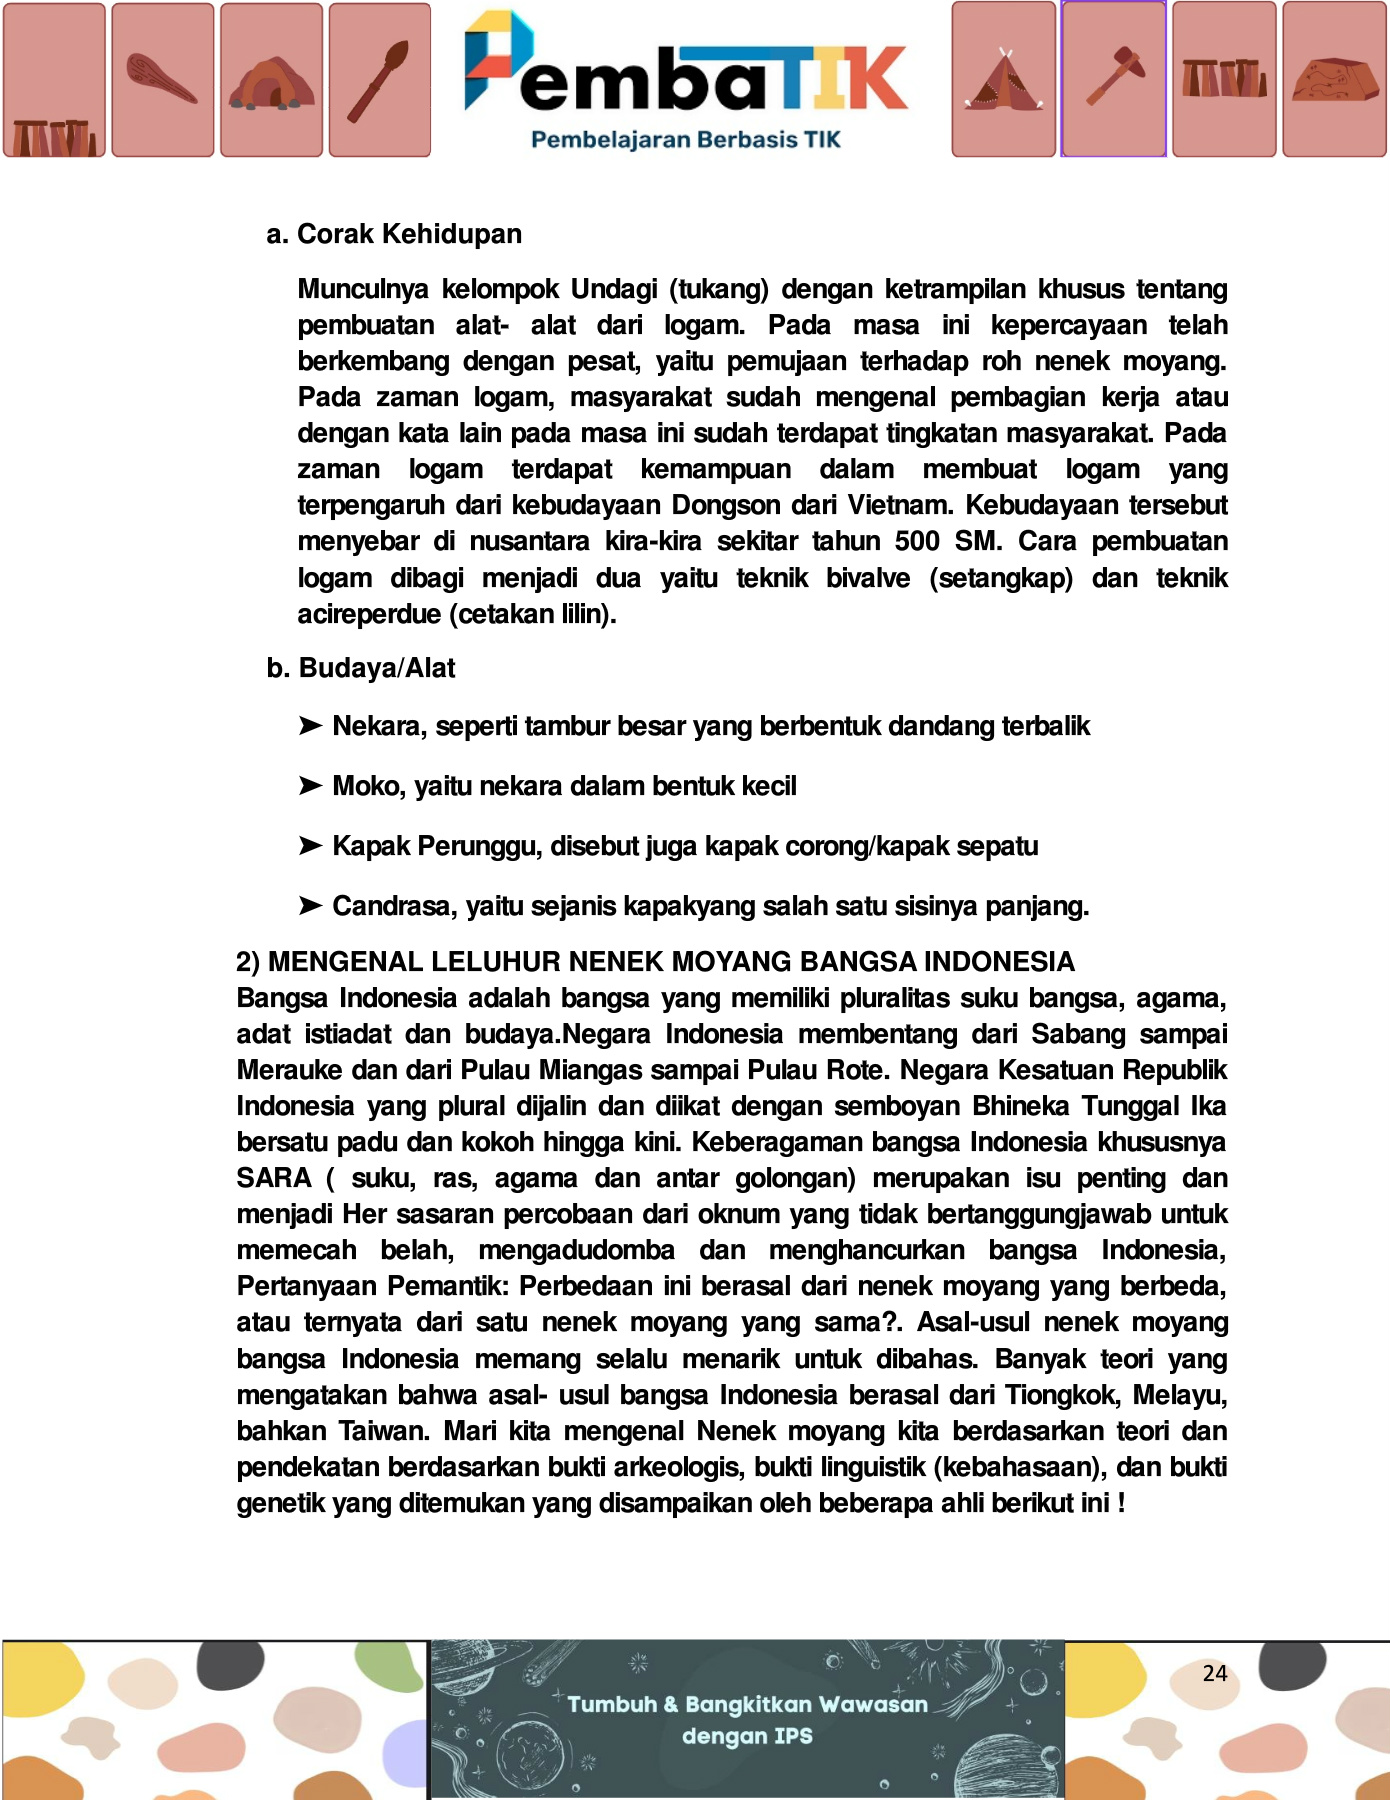 PembaTIK
Pembelajaran Berbasis TIK
a. Corak Kehidupan
Munculnya kelompok Undagi (tukang) dengan ketrampilan khusus tentang
pembuatan alat- alat dari logam. Pada masa ini kepercayaan telah
berkembang dengan pesat, yaitu pemujaan terhadap roh nenek moyang.
Pada zaman logam, masyarakat sudah mengenal pembagian kerja atau
dengan kata lain pada masa ini sudah terdapat tingkatan masyarakat. Pada
zaman logam terdapat kemampuan dalam membuat logam yang
terpengaruh dari kebudayaan Dongson dari Vietnam. Kebudayaan tersebut
menyebar di nusantara kira-kira sekitar tahun 500 SM. Cara pembuatan
logam dibagi menjadi dua yaitu teknik bivalve (setangkap) dan teknik
acireperdue (cetakan lilin).
b. Budaya/Alat
➤ Nekara, seperti tambur besar yang berbentuk dandang terbalik
➤ Moko, yaitu nekara dalam bentuk kecil
➤ Kapak Perunggu, disebut juga kapak corong/kapak sepatu
➤ Candrasa, yaitu sejanis kapakyang salah satu sisinya panjang.
2) MENGENAL LELUHUR NENEK MOYANG BANGSA INDONESIA
Bangsa Indonesia adalah bangsa yang memiliki pluralitas suku bangsa, agama,
adat istiadat dan budaya.Negara Indonesia membentang dari Sabang sampai
Merauke dan dari Pulau Miangas sampai Pulau Rote. Negara Kesatuan Republik
Indonesia yang plural dijalin dan diikat dengan semboyan Bhineka Tunggal Ika
bersatu padu dan kokoh hingga kini. Keberagaman bangsa Indonesia khususnya
SARA ( suku, ras, agama dan antar golongan) merupakan isu penting dan
menjadi Her sasaran percobaan dari oknum yang tidak bertanggungjawab untuk
memecah belah, mengadudomba dan menghancurkan bangsa Indonesia,
Pertanyaan Pemantik: Perbedaan ini berasal dari nenek moyang yang berbeda,
atau ternyata dari satu nenek moyang yang sama?. Asal-usul nenek moyang
bangsa Indonesia memang selalu menarik untuk dibahas. Banyak teori yang
mengatakan bahwa asal- usul bangsa Indonesia berasal dari Tiongkok, Melayu,
bahkan Taiwan. Mari kita mengenal Nenek moyang kita berdasarkan teori dan
pendekatan berdasarkan bukti arkeologis, bukti linguistik (kebahasaan), dan bukti
genetik yang ditemukan yang disampaikan oleh beberapa ahli berikut ini !
24
Tumbuh & Bangkitkan Wawasan
dengan IPS